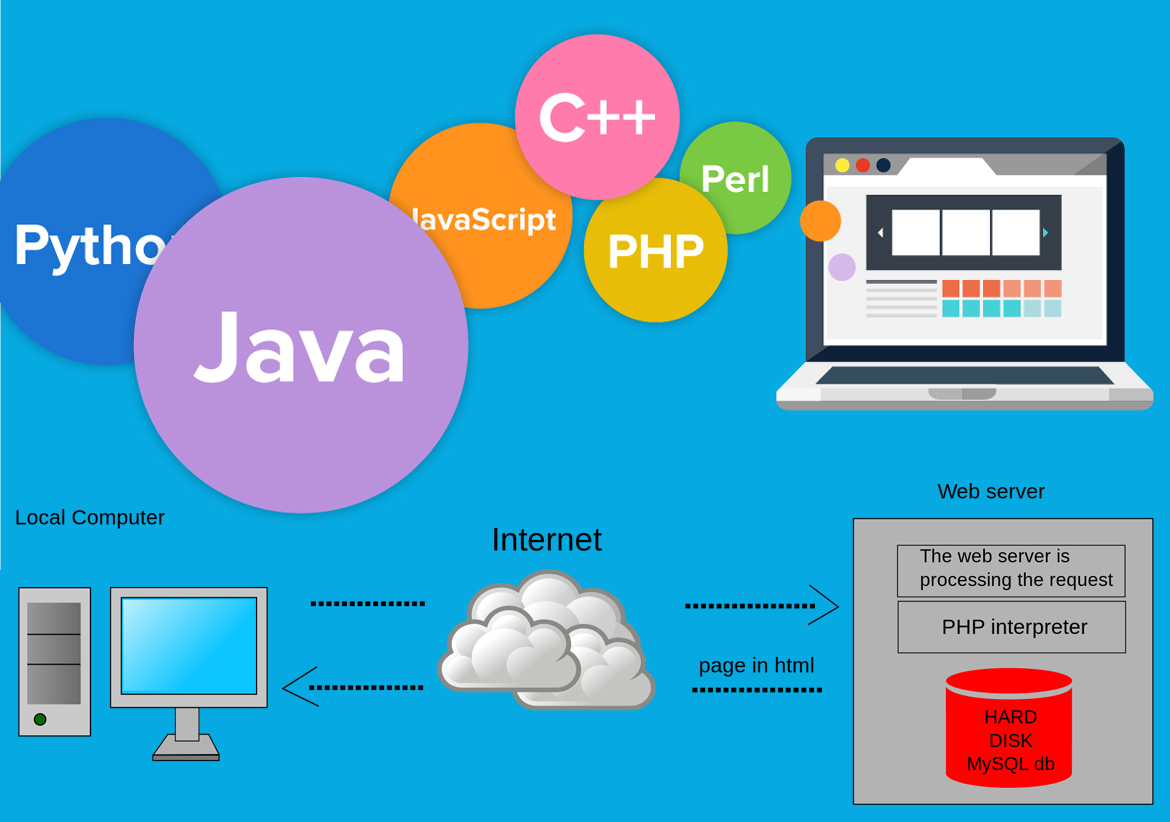 C++
Perl
Pytho
JavaScript
PHP
Java
Local Computer
Internet
Web server
The web server is
processing the request
PHP interpreter
page in html
HARD
DISK
MySQL db